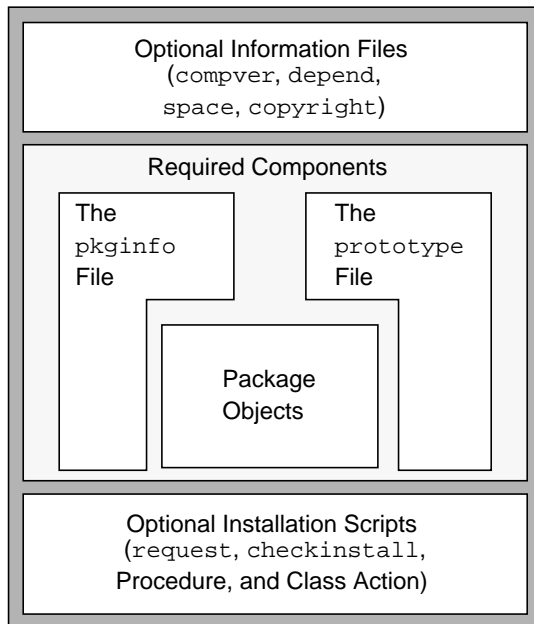 Optional Information Files
(compver, depend,
space, copyright)
Required Components
The
pkginfo
File
The
prototype
File
Package
Objects
Optional Installation Scripts
(request, checkinstall,
Procedure, and Class Action)